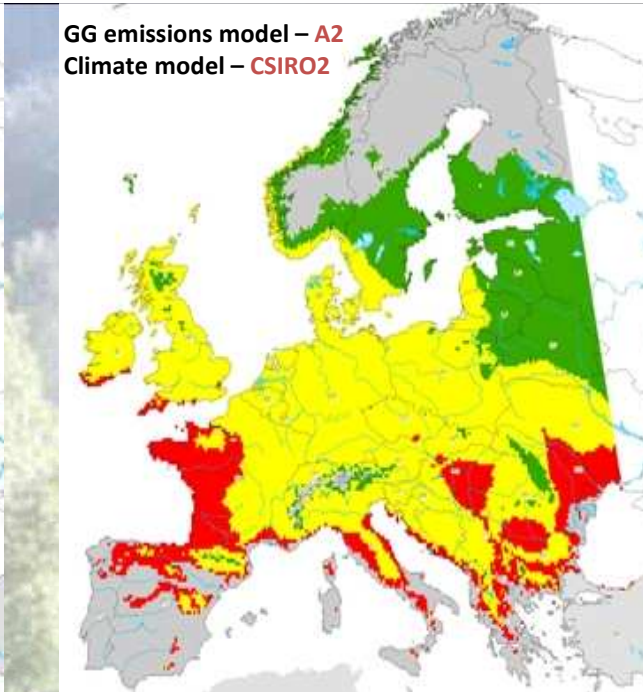 GG emissions model – A2
Climate model – CSIRO2